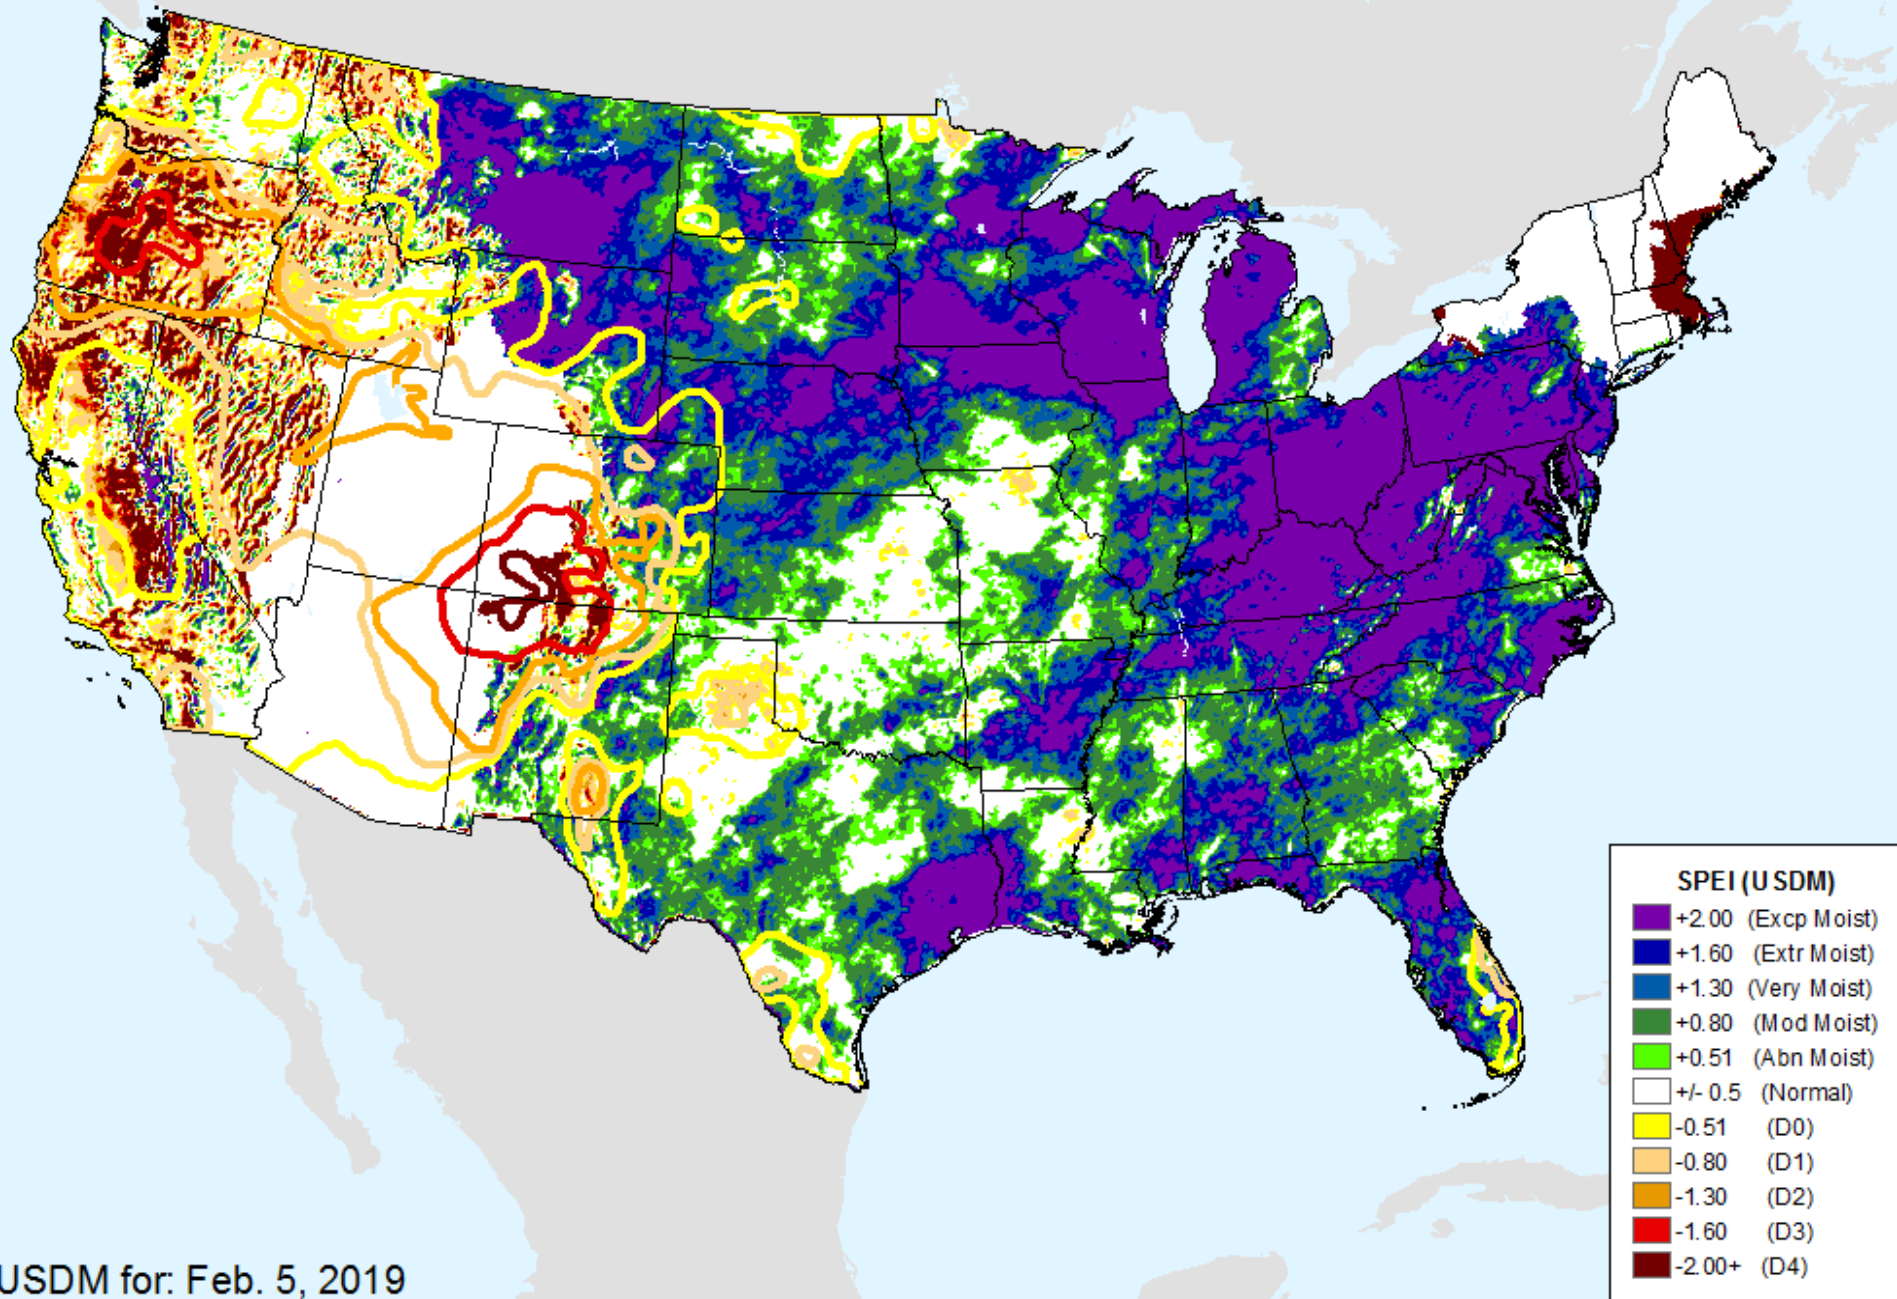 SPEI (USDM)
+2.00 (Excp Moist)
+1.60 (Extr Moist)
+1.30 (Very Moist)
+0.80 (Mod Moist)
+0.51 (Abn Moist)
+/- 0.5 (Normal)
-0.51 (D0)
-0.80 (D1)
-1.30 (D2)
-1.60 (D3)
-2.00+ (D4)
USDM for: Feb. 5, 2019